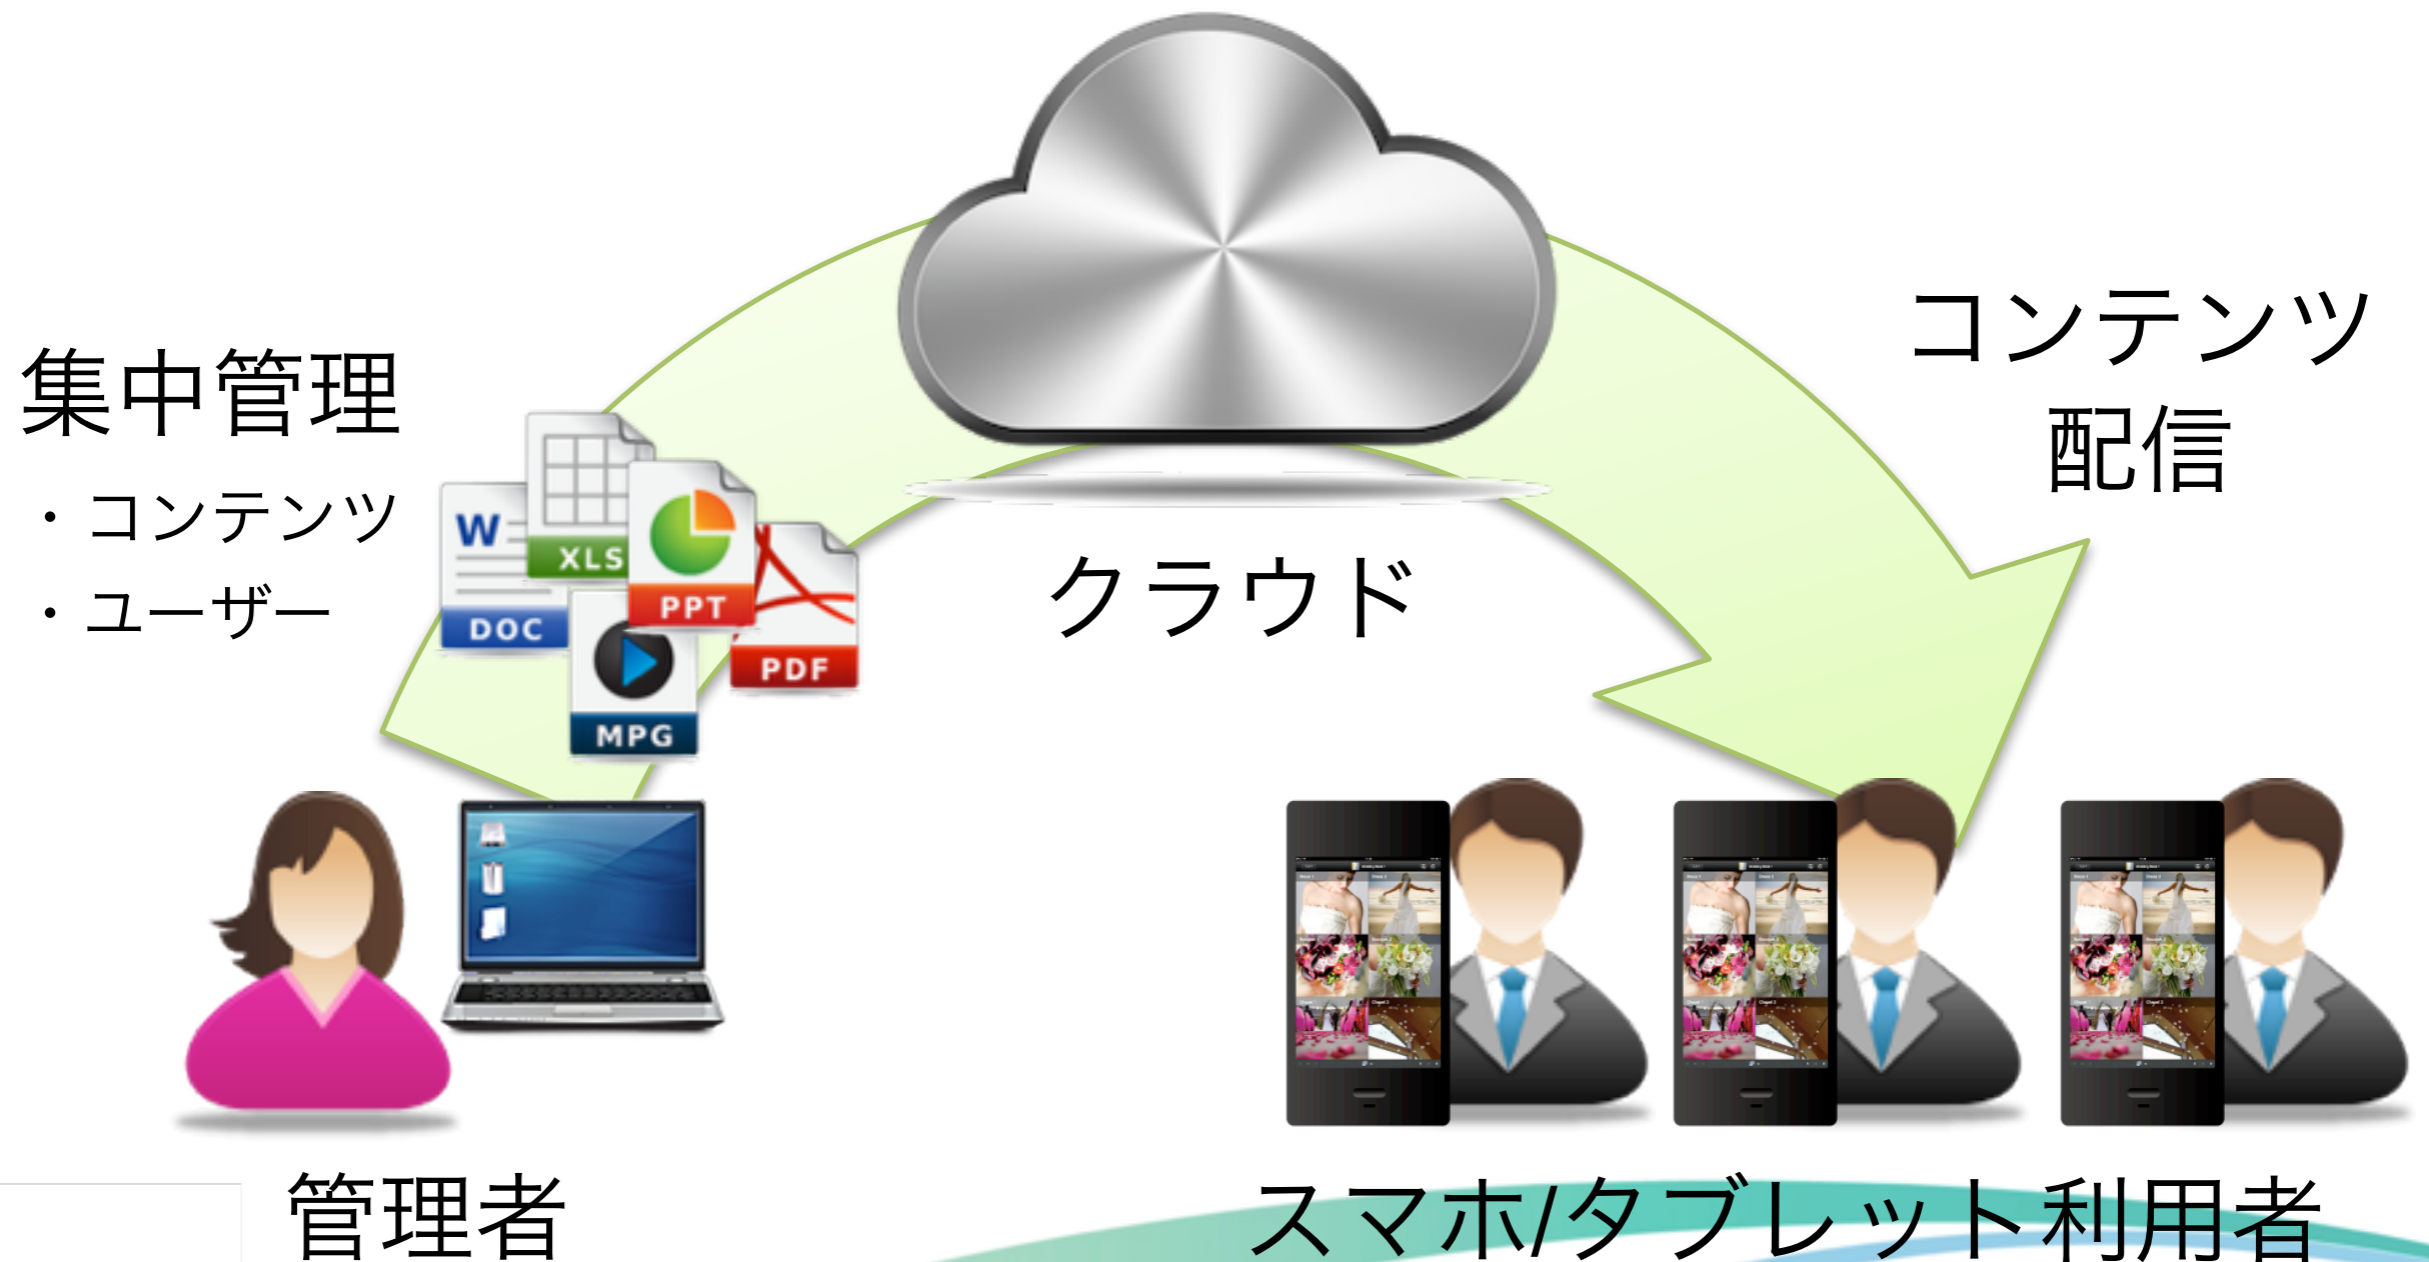 集中管理
・コンテンツ
・ユーザー
W
DOC
XLS
PPT
PDF
MPG
クラウド
コンテンツ
配信
管理者
スマホ/タブレット利用者